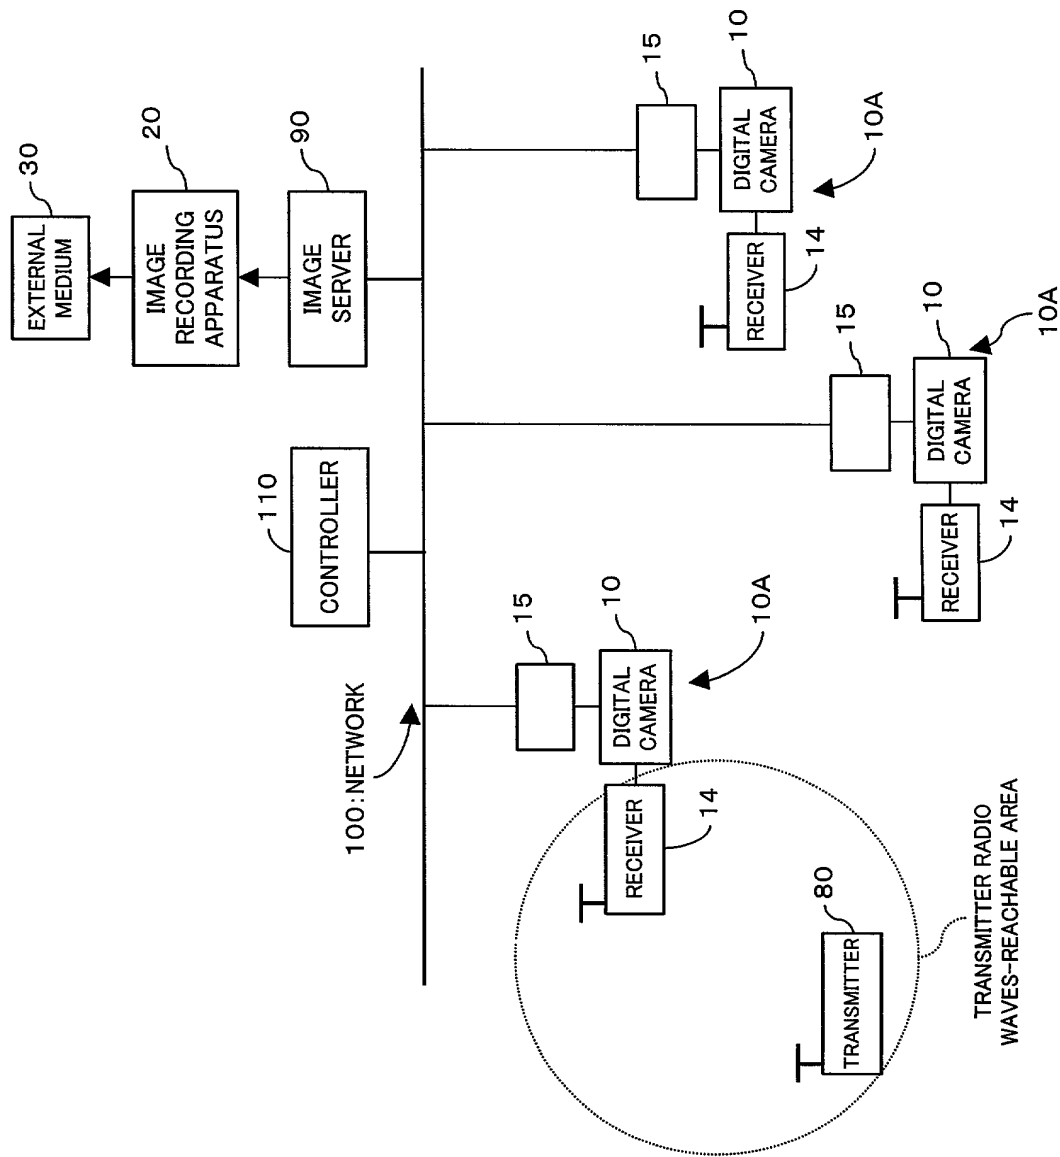 30
EXTERNAL
MEDIUM
20
IMAGE
RECORDING
APPARATUS
90
IMAGE
SERVER
110
CONTROLLER
100:NETWORK
15
10
DIGITAL
CAMERA
10A
RECEIVER
14
15
10
DIGITAL
CAMERA
10A
RECEIVER
14
15
10
DIGITAL
CAMERA
10A
RECEIVER
14
80
TRANSMITTER
TRANSMITTER RADIO
WAVES-REACHABLE AREA